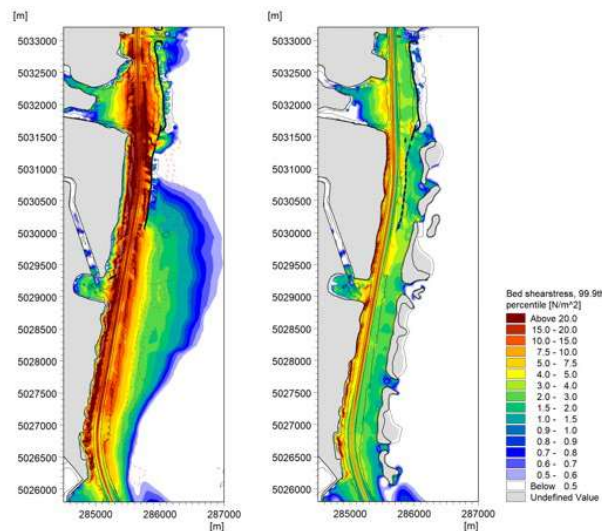 [m]
[m]
5033000
5032500
5032000
5031500
5031000
5030500
5030000
5029500
5029000
5028500
5028000
5027500
5027000
5026500
5026000
285000
286000
287000
[m]
5033000
5032500
5032000
5031500
5031000
5030500
5030000
5029500
5029000
5028500
5028000
5027500
5027000
5026500
5026000
285000
286000
287000
[m]
Bed shearstress, 99.9th
percentile [N/m^2]
Above 20.0
15.0 - 20.0
10.0 - 15.0
7.5 - 10.0
5.0 - 7.5
4.0 - 5.0
3.0 - 4.0
2.0 - 3.0
1.5 - 2.0
1.0 - 1.5
0.9 - 1.0
0.8 - 0.9
0.7 - 0.8
0.6 - 0.7
0.5 - 0.6
Below 0.5
Undefined Value